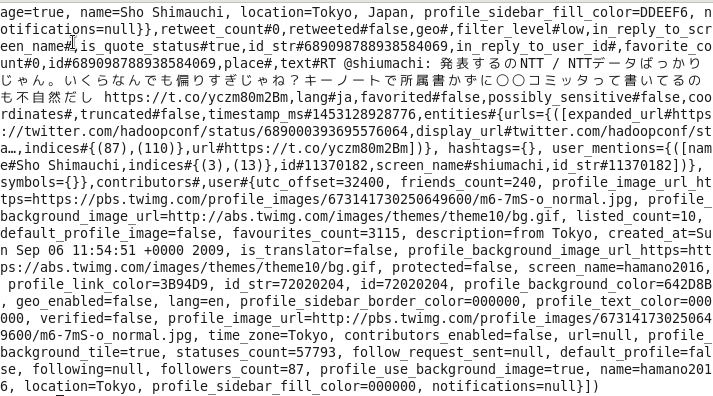 age=true, name=Sho Shimauchi, location=Tokyo, Japan, profile_sidebar_fill_color=DDEEF6, n
otifications=null}},retweet_count#0,retweeted#false,geo#,filter_level#low,in_reply_to_scr
een_name#,is_quote_status#true,id_str#689098788938584069,in_reply_to_user_id#,favorite_co
unt#0,id#689098788938584069,place#,text#RT @shiumachi: 発表するのNTT / NTTデータばっかり
じゃん。いくらなんでも偏りすぎじゃね？キーノートで所属書かずに○○コミッタって書いてるの
も不自然だし https://t.co/yczm80m2Bm,lang#ja,favorited#false,possibly_sensitive#false,coo
rdinates#,truncated#false,timestamp_ms#1453128928776,entities#{urls={([expanded_url#https
://twitter.com/hadoopconf/status/689000393695576064,display_url#twitter.com/hadoopconf/st
a…,indices#{(87),(110)},url#https://t.co/yczm80m2Bm])}, hashtags={}, user_mentions={([nam
e#Sho Shimauchi,indices#{(3),(13)},id#11370182,screen_name#shiumachi,id_str#11370182])},
symbols={}},contributors#,user#{utc_offset=32400, friends_count=240, profile_image_url_ht
tps=https://pbs.twimg.com/profile_images/673141730250649600/m6-7mS-o_normal.jpg, profile_
background_image_url=http://abs.twimg.com/images/themes/theme10/bg.gif, listed_count=10,
default_profile_image=false, favourites_count=3115, description=from Tokyo, created_at=Su
n Sep 06 11:54:51 +0000 2009, is_translator=false, profile_background_image_url_https=htt
ps://abs.twimg.com/images/themes/theme10/bg.gif, protected=false, screen_name=hamano2016,
profile_link_color=3B94D9, id_str=72020204, id=72020204, profile_background_color=642D8B
, geo_enabled=false, lang=en, profile_sidebar_border_color=000000, profile_text_color=000
000, verified=false, profile_image_url=http://pbs.twimg.com/profile_images/67314173025064
9600/m6-7mS-o_normal.jpg, time_zone=Tokyo, contributors_enabled=false, url=null, profile_
background_tile=true, statuses_count=57793, follow_request_sent=null, default_profile=fal
se, following=null, followers_count=87, profile_use_background_image=true, name=hamano201
6, location=Tokyo, profile_sidebar_fill_color=000000, notifications=null}])